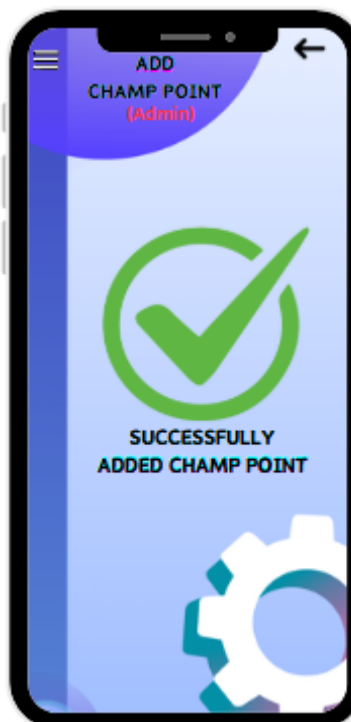 ADD
CHAMP POINT
(Admin)
SUCCESSFULLY
ADDED CHAMP POINT